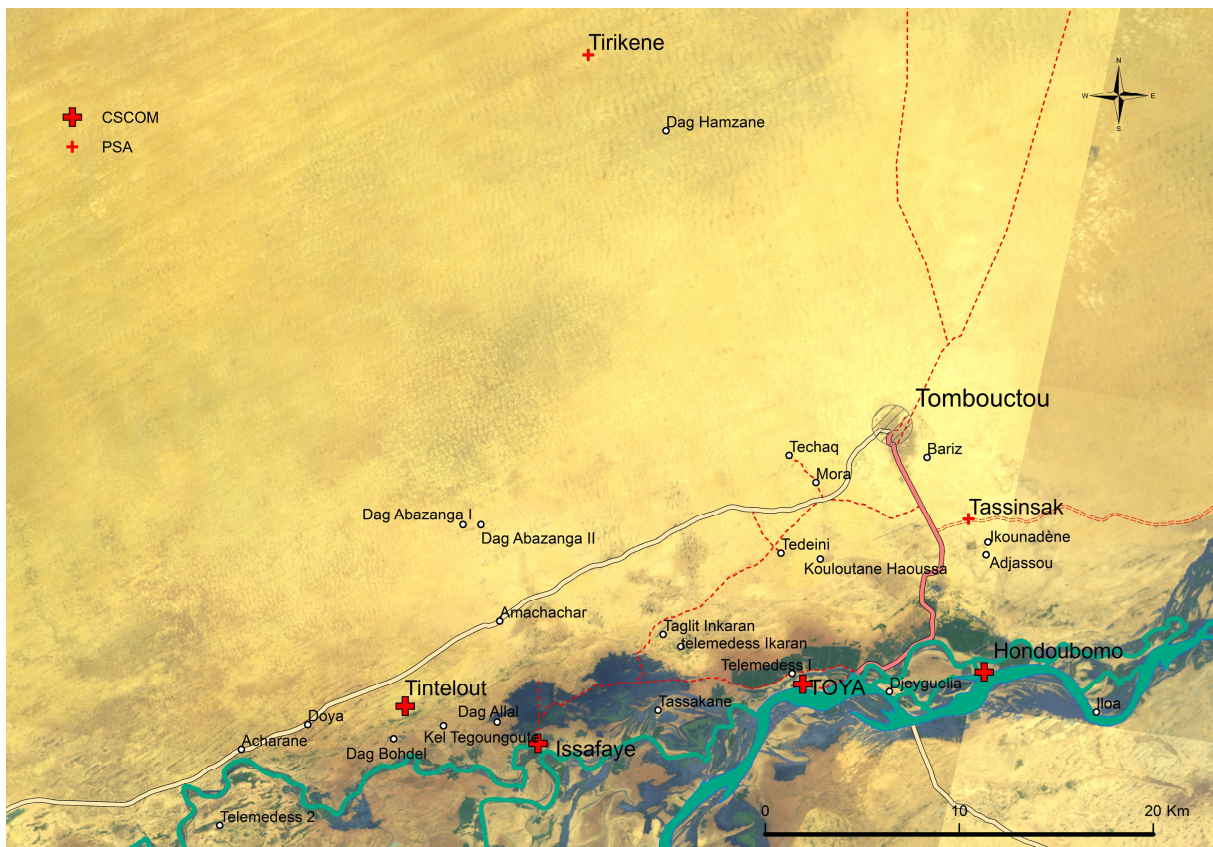 Tirikene
N
W
E
S
CSCOM
PSA
Dag Hamzane
Tombouctou
Techaq
Bariz
Mora
Tassinsak
Dag Abazanga I
Dag Abazanga II
Ikounadène
Tedeini
Adjassou
Kouloutane Haoussa
Amachachar
Taglit Inkaran
telemedess Ikaran
Telemedess I
Hondoubomo
Tintelout
TOYA
Djeyguelia
Dag Allal
Tassakane
Iloa
Doya
Kel Tegoungoute
Acharane
Dag Bohdel
Issafaye
Telemedess 2
0
10
20 Km